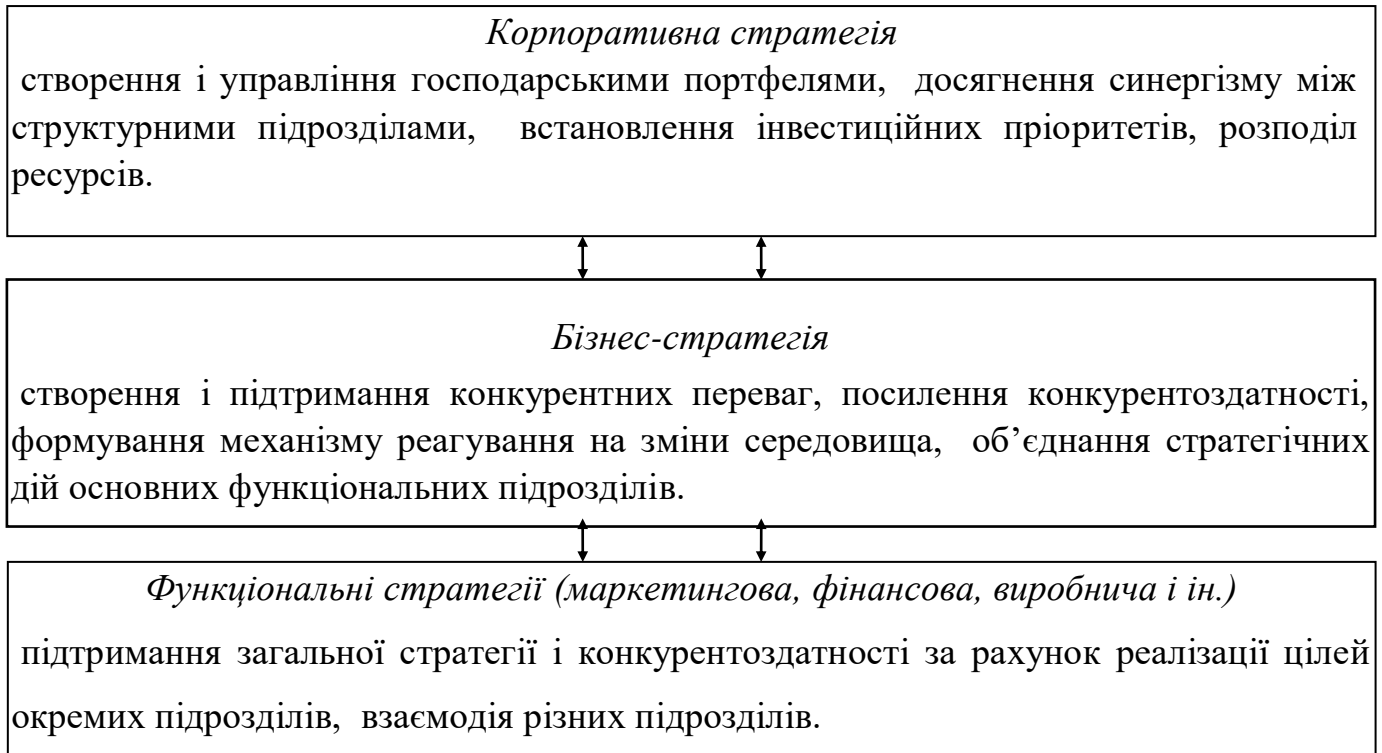 Корпоративна стратегія
створення і управління господарськими портфелями, досягнення синергізму між
структурними підрозділами, встановлення інвестиційних пріоритетів, розподіл
ресурсів.
Бізнес-стратегія
створення і підтримання конкурентних переваг, посилення конкурентоздатності,
формування механізму реагування на зміни середовища, об’єднання стратегічних
дій основних функціональних підрозділів.
Функціональні стратегії (маркетингова, фінансова, виробнича і ін.)
підтримання загальної стратегії і конкурентоздатності за рахунок реалізації цілей
окремих підрозділів, взаємодія різних підрозділів.